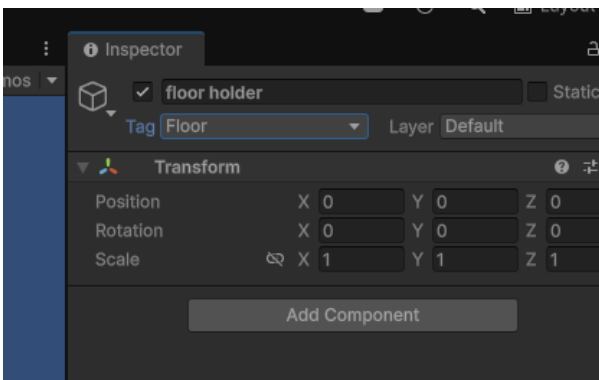 Layout
Inspector
nos
floor holder
Static
Tag Floor Layer Default
Transform
Position X 0 Y 0 Z 0
Rotation X 0 Y 0 Z 0
Scale X 1 Y 1 Z 1
Add Component